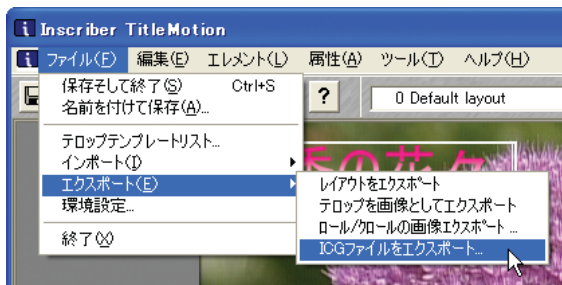 Inscriber TitleMotion
ファイル(F) 編集(E) エレメント(L) 属性(A) ツール(T) ヘルプ(H)
保存そして終了(S) Ctrl+S
名前を付けて保存(A)...
? 0 Default layout
テロップテンプレートリスト...
インポート(I)
エクスポート(E)
環境設定...
終了(X)
の花々
レイアウトをエクスポート
テロップを画像としてエクスポート
ロール/クロールの画像エクスポート...
ICGファイルをエクスポート...